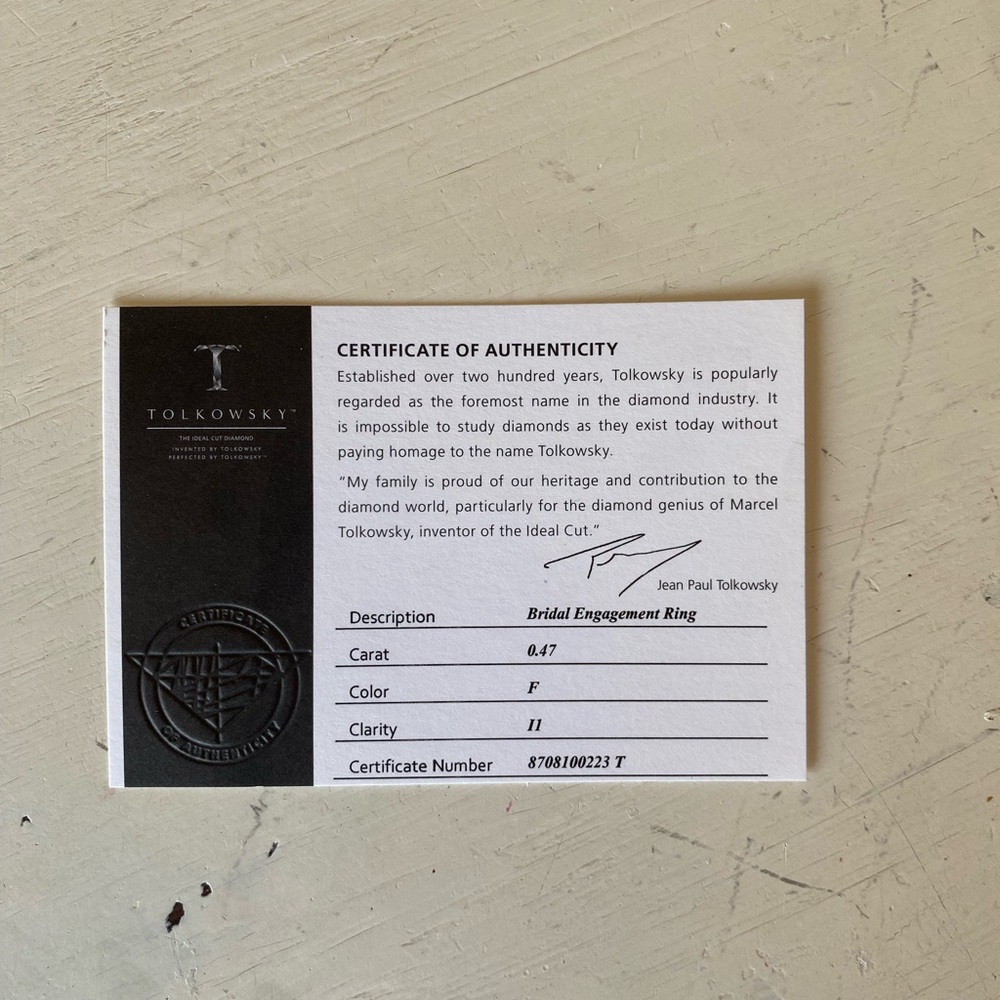 T
TOLKOWSKY™
THE IDEAL CUT DIAMOND
INVENTED BY TOLKOWSKY
PERFECTED BY TOLKOWSKY™
CERTIFICATE
OF AUTHENTICITY
CERTIFICATE OF AUTHENTICITY
Established over two hundred years, Tolkowsky is popularly
regarded as the foremost name in the diamond industry. It
is impossible to study diamonds as they exist today without
paying homage to the name Tolkowsky.
“My family is proud of our heritage and contribution to the
diamond world, particularly for the diamond genius of Marcel
Tolkowsky, inventor of the Ideal Cut.”
Jean Paul Tolkowsky
Description Bridal Engagement Ring
Carat 0.47
Color F
Clarity I1
Certificate Number 8708100223 T